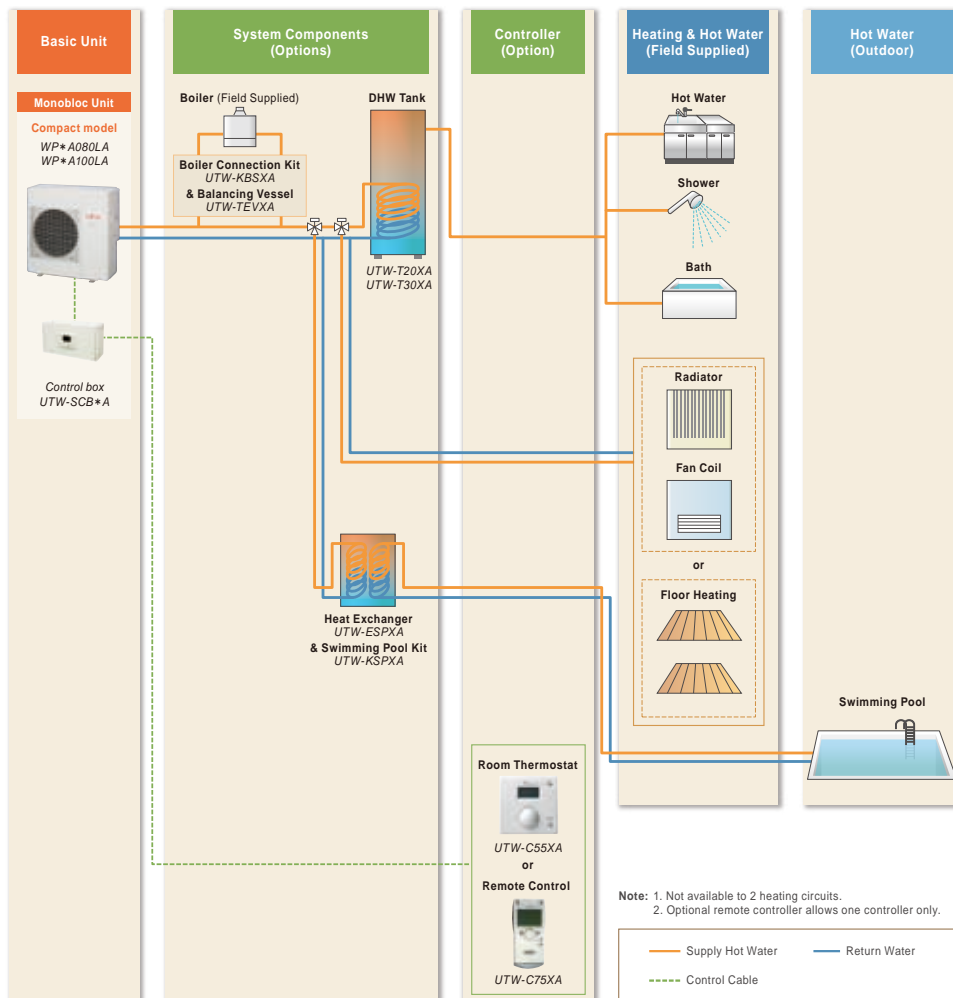 Basic Unit
System Components
(Options)
Controller
(Option)
Heating & Hot Water
(Field Supplied)
Hot Water
(Outdoor)
Monobloc Unit
Compact model
WP∗A080LA
WP∗A100LA
Control box
UTW-SCB∗A
Boiler (Field Supplied)
Boiler Connection Kit
UTW-KBSXA
& Balancing Vessel
UTW-TEVXA
DHW Tank
UTW-T20XA
UTW-T30XA
Heat Exchanger
UTW-ESPXA
& Swimming Pool Kit
UTW-KSPXA
Room Thermostat
UTW-C55XA
or
Remote Control
UTW-C75XA
Hot Water
Shower
Bath
Radiator
Fan Coil
or
Floor Heating
Swimming Pool
Note: 1. Not available to 2 heating circuits.
2. Optional remote controller allows one controller only.
Supply Hot Water
Return Water
Control Cable